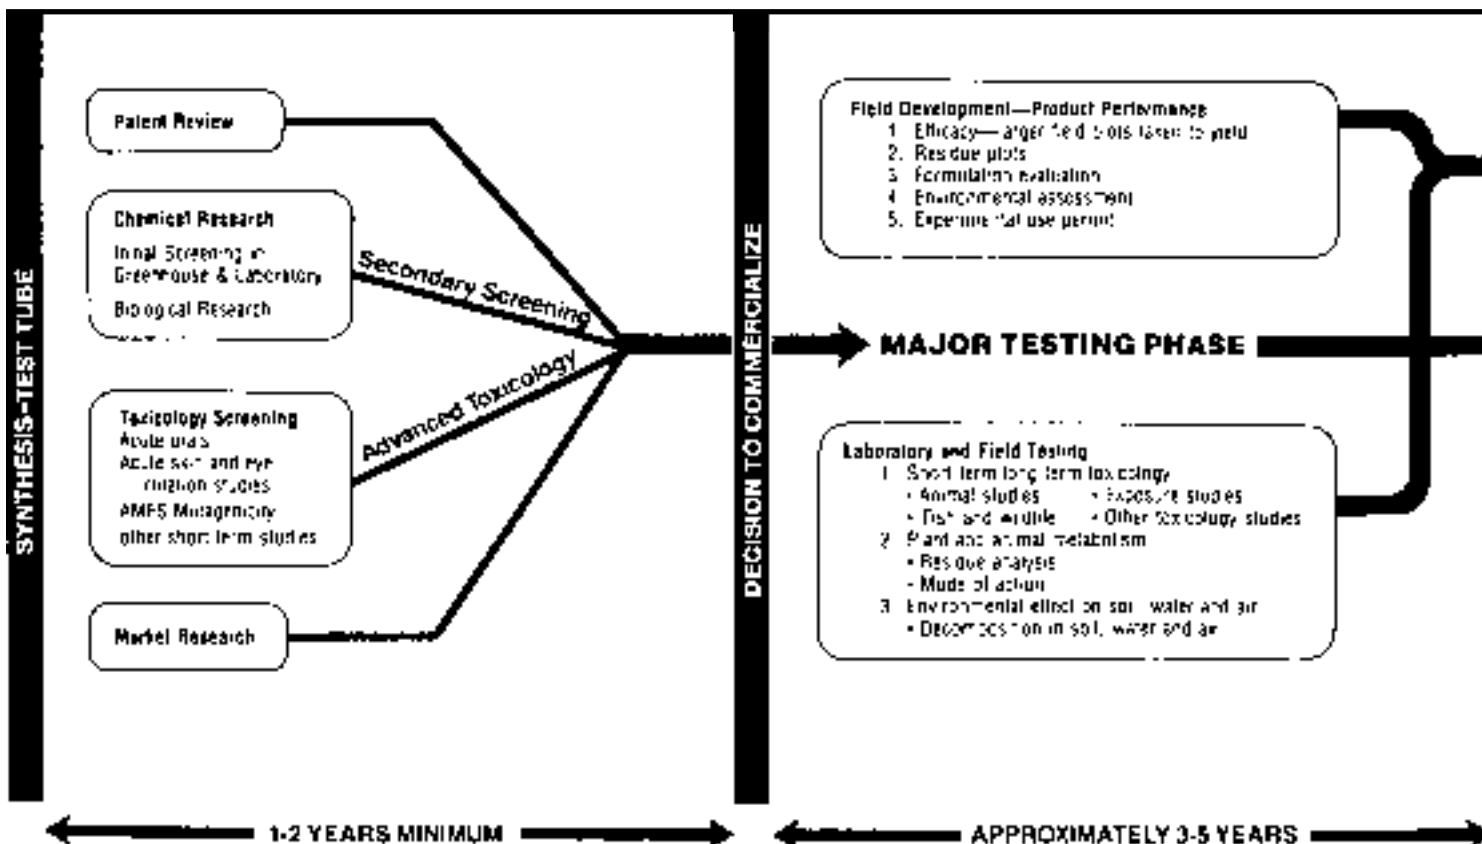 SYNTHESIS-TEST TUBE
Patent Review
Chemical Research
Initial Screening in
Greenhouse & Laboratory
Biological Research
Secondary Screening
Toxicology Screening
Acute orals
Acute skin and eye
irritation studies
AMES Mutagenicity
other short term studies
Advanced Toxicology
Market Research
1-2 YEARS MINIMUM
DECISION TO COMMERCIALIZE
Field Development—Product Performance
1. Efficacy—larger field plots taken to yield
2. Residue plots
3. Formulation evaluation
4. Environmental assessment
5. Experimental use permit
MAJOR TESTING PHASE
Laboratory and Field Testing
1. Short term long term toxicology
• Animal studies • Exposure studies
• Fish and wildlife • Other toxicology studies
2. Plant and animal metabolism
• Residue analysis
• Mode of action
3. Environmental effect on soil, water and air
• Decomposition in soil, water and air
APPROXIMATELY 3-5 YEARS